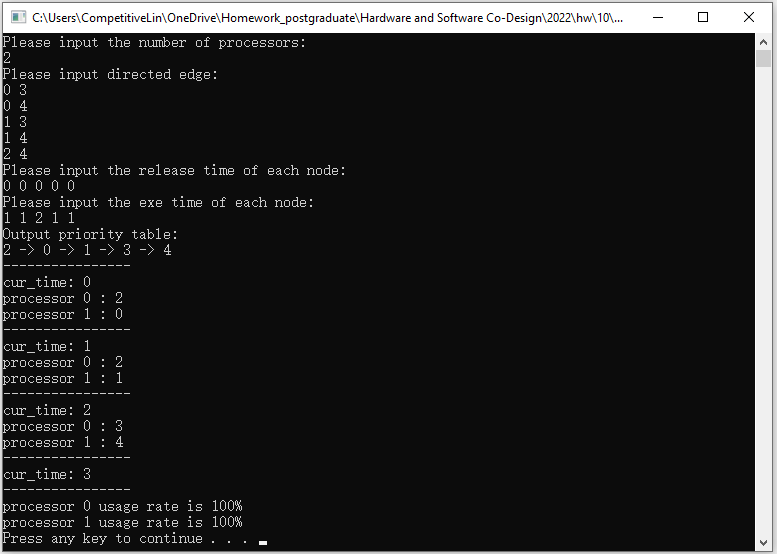 C:\Users\CompetitiveLin\OneDrive\Homework_postgraduate\Hardware and Software Co-Design\2022\hw\10\...
Please input the number of processors:
2
Please input directed edge:
0 3
0 4
1 3
1 4
2 4
Please input the release time of each node:
0 0 0 0 0
Please input the exe time of each node:
1 1 2 1 1
Output priority table:
2 -> 0 -> 1 -> 3 -> 4
----------------
cur_time: 0
processor 0 : 2
processor 1 : 0
----------------
cur_time: 1
processor 0 : 2
processor 1 : 1
----------------
cur_time: 2
processor 0 : 3
processor 1 : 4
----------------
cur_time: 3
----------------
processor 0 usage rate is 100%
processor 1 usage rate is 100%
Press any key to continue . . .